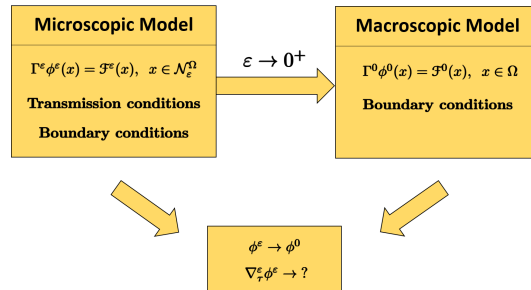 Microscopic Model
Γ^ε ϕ^ε(x) = ℱ^ε(x), x ∈ 𝒩_ε^Ω
Transmission conditions
Boundary conditions
ε → 0⁺
Macroscopic Model
Γ^0 ϕ^0(x) = ℱ^0(x), x ∈ Ω
Boundary conditions
ϕ^ε → ϕ^0
∇_τ^ε ϕ^ε → ?